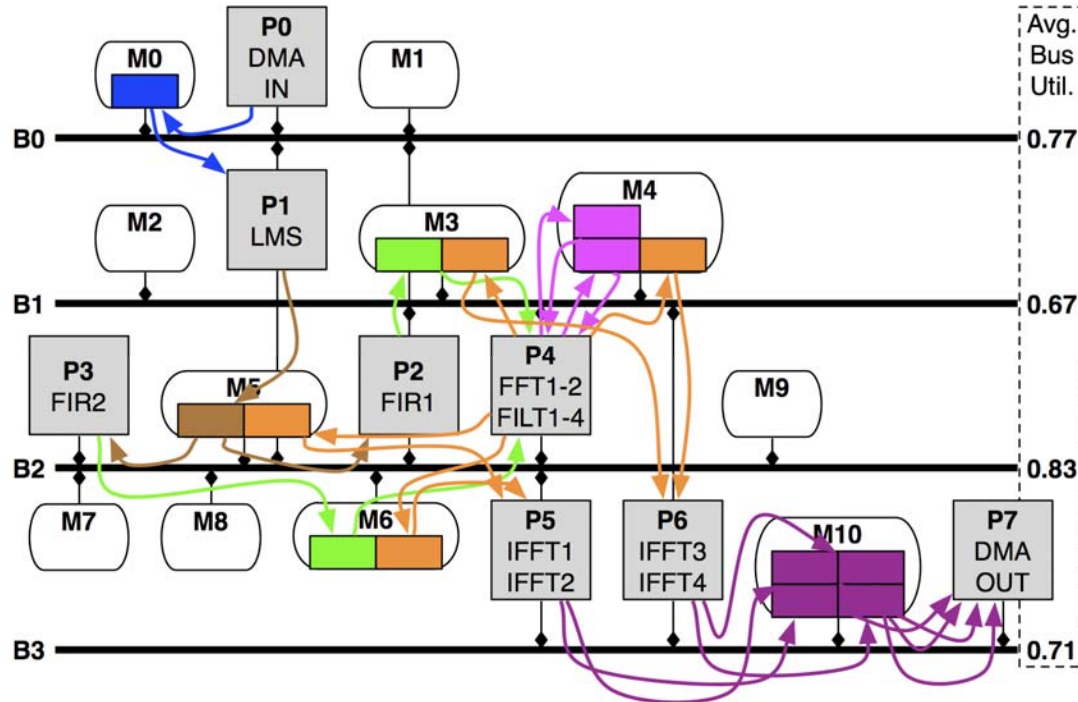 P0
DMA
IN
M0
M1
Avg.
Bus
Util.
B0
0.77
P1
LMS
M2
M3
M4
B1
0.67
P3
FIR2
M5
P2
FIR1
P4
FFT1-2
FILT1-4
M9
B2
0.83
M7
M8
M6
P5
IFFT1
IFFT2
P6
IFFT3
IFFT4
M10
P7
DMA
OUT
B3
0.71